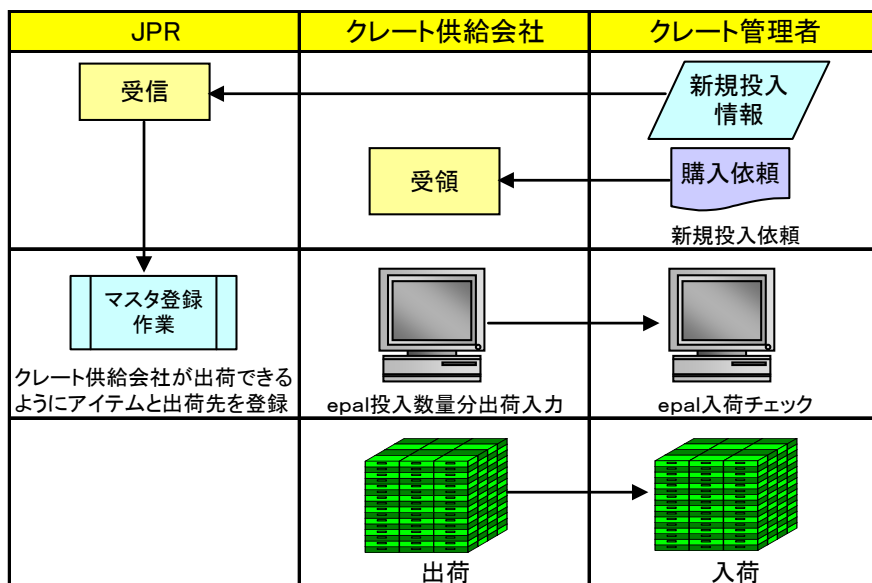 JPR
クレート供給会社
クレート管理者
受信
新規投入
情報
受領
購入依頼
新規投入依頼
マスタ登録
作業
クレート供給会社が出荷できる
ようにアイテムと出荷先を登録
epal投入数量分出荷入力
epal入荷チェック
出荷
入荷